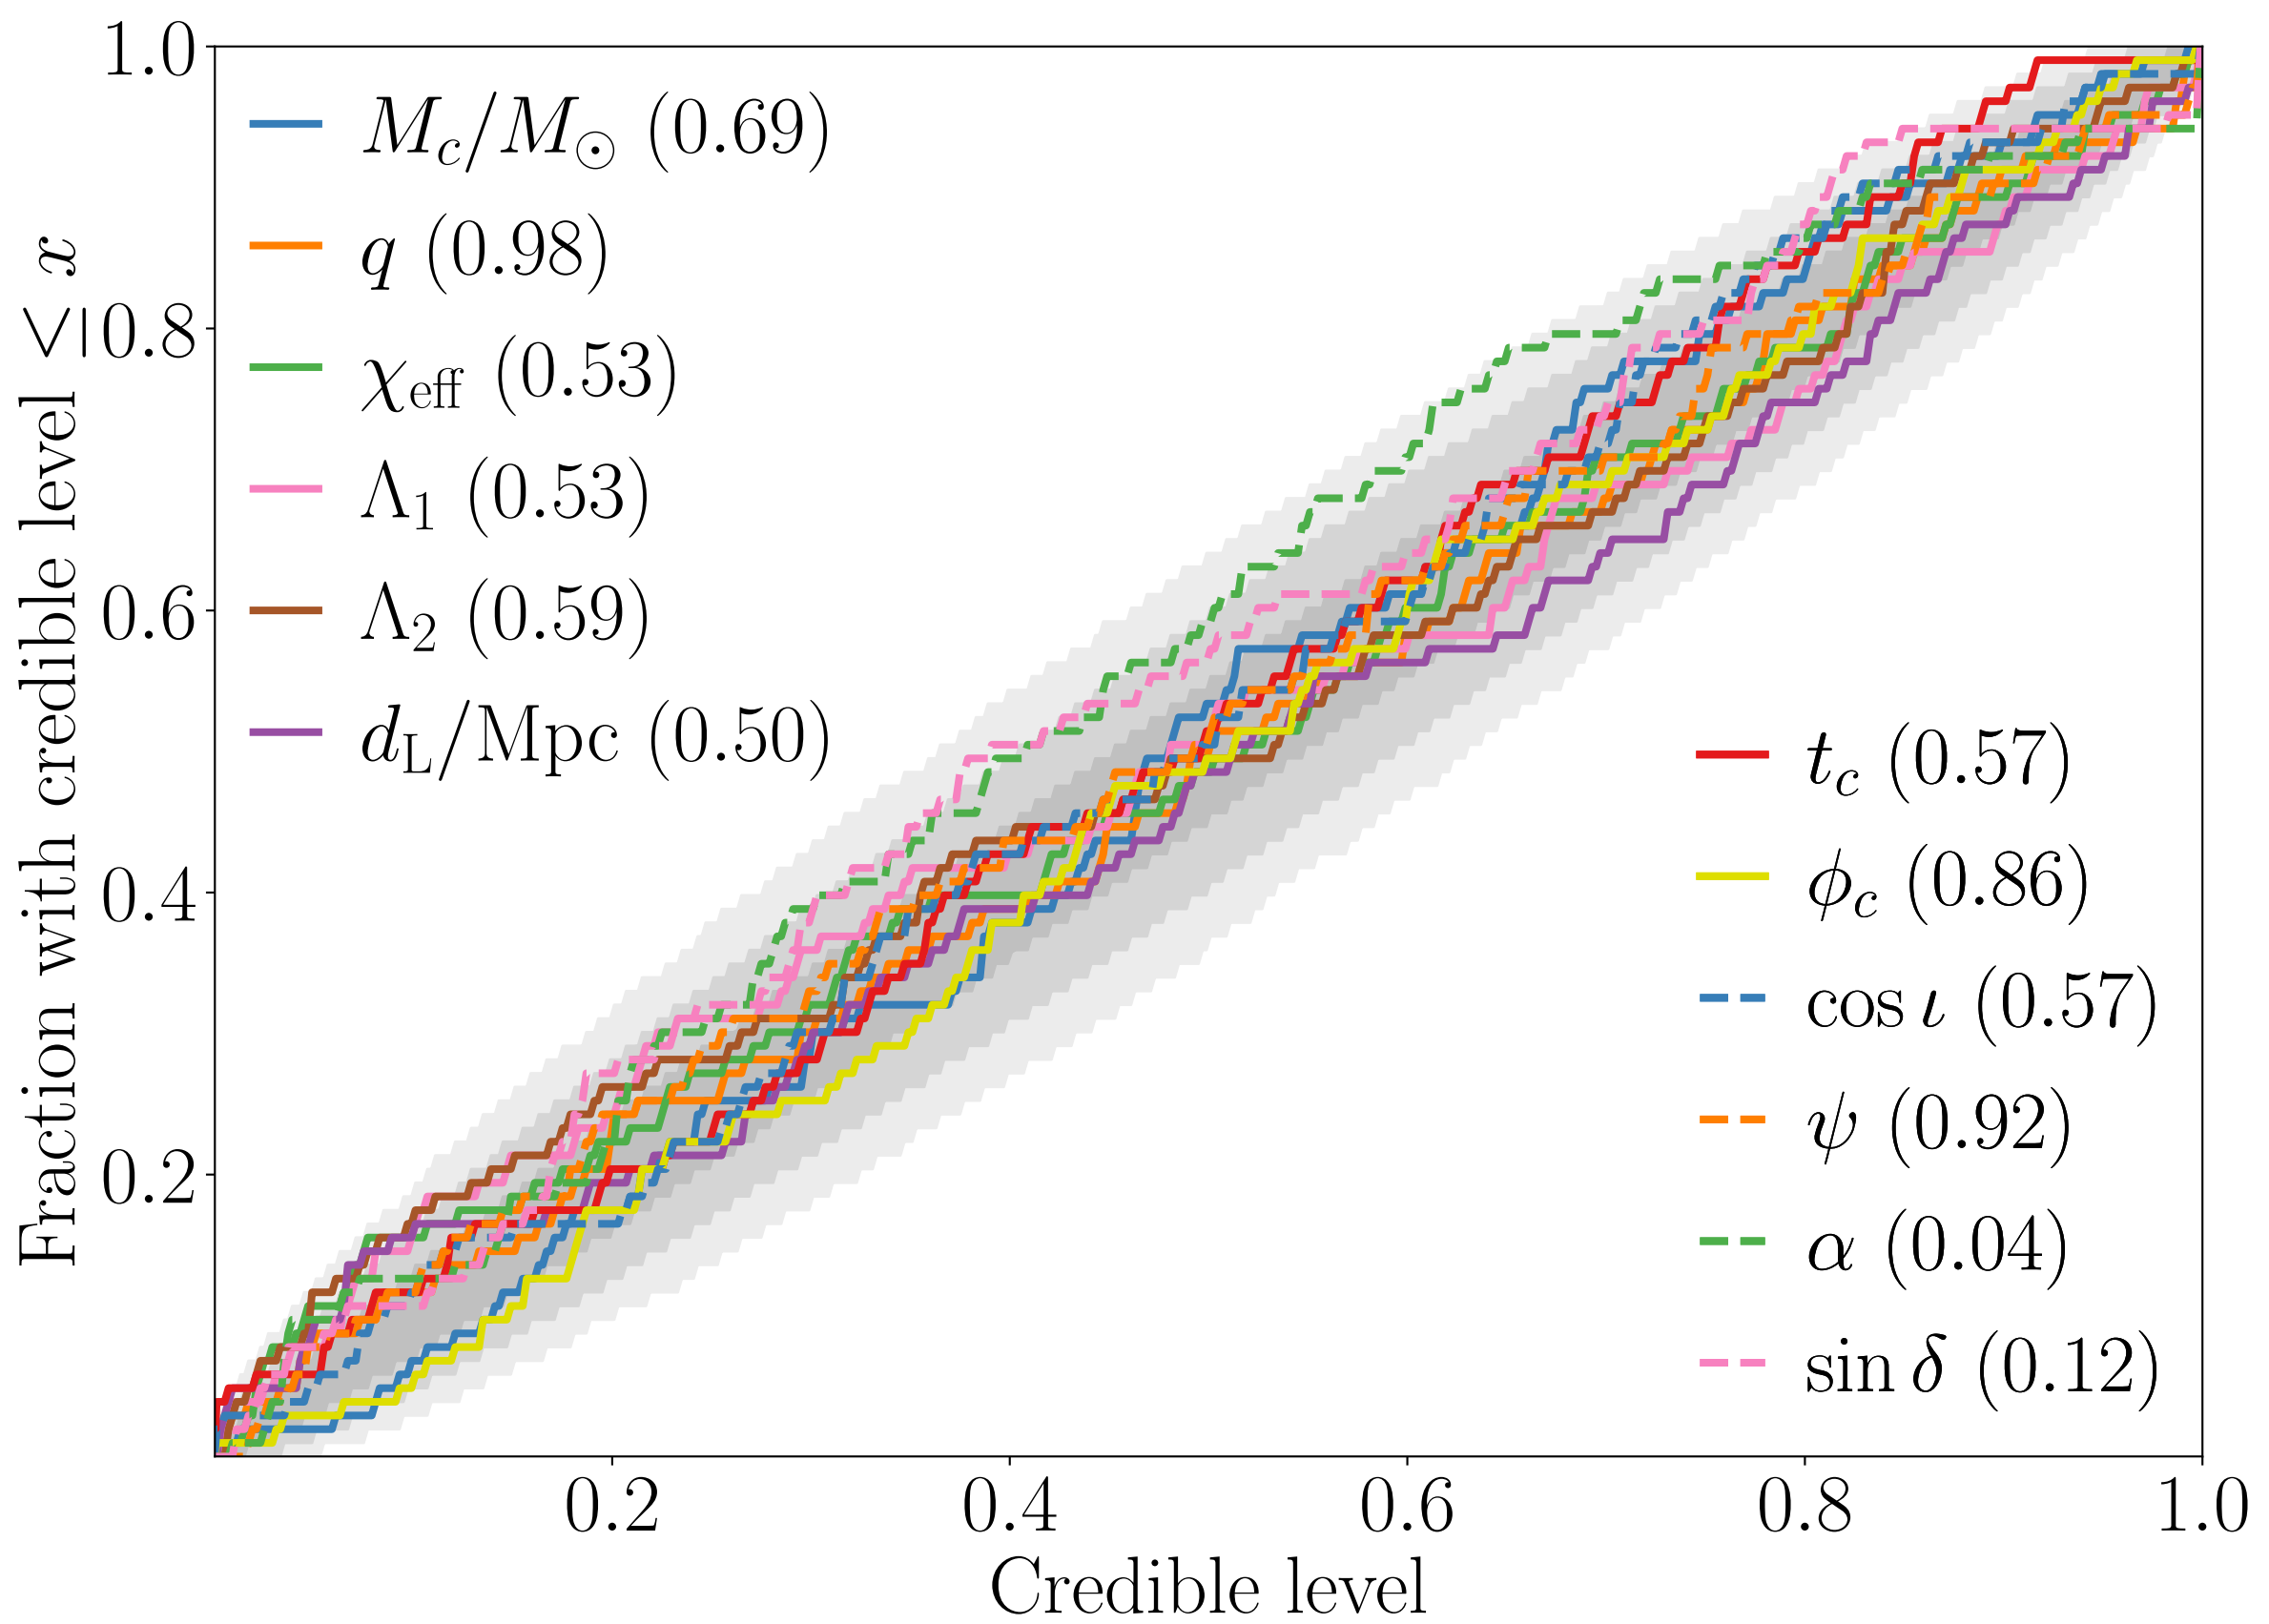 Fraction with credible level ≤ x
1.0
0.8
0.6
0.4
0.2
M_c/M_⊙ (0.69)
q (0.98)
χ_eff (0.53)
Λ_1 (0.53)
Λ_2 (0.59)
d_L/Mpc (0.50)
t_c (0.57)
ϕ_c (0.86)
cos ι (0.57)
ψ (0.92)
α (0.04)
sin δ (0.12)
0.2 0.4 0.6 0.8 1.0
Credible level